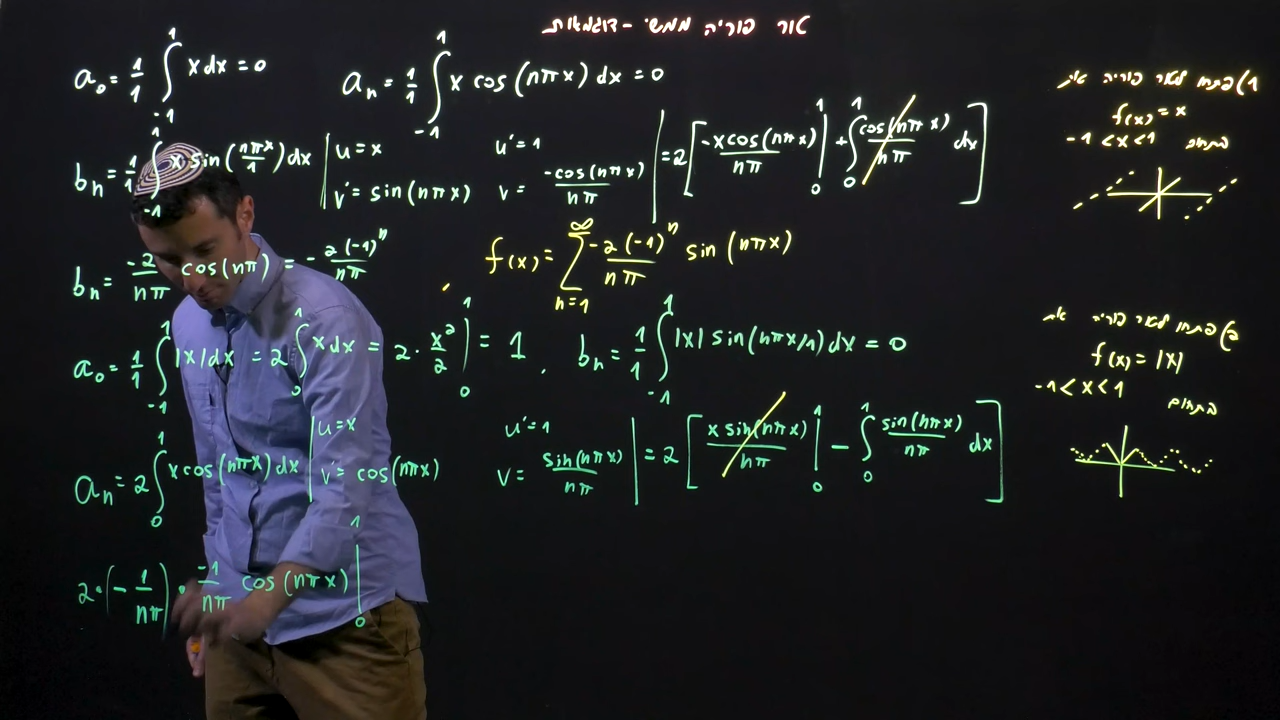 טור פוריה ממשי - דוגמאות
a₀ = 1/1 ∫₋₁¹ x dx = 0
aₙ = 1/1 ∫₋₁¹ x cos(nπx) dx = 0
bₙ = 1/1 ∫₋₁¹ x sin(nπx/1) dx | u = x u' = 1 | = 2[-x cos(nπx)/nπ |₀¹ + ∫₀¹ cos(nπx)/nπ dx]
v' = sin(nπx) v = -cos(nπx)/nπ
bₙ = -2/nπ cos(nπ) = - 2(-1)ⁿ/nπ
f(x) = Σₙ₌₁^∞ -2(-1)ⁿ/nπ sin(nπx)
a₀ = 1/1 ∫₋₁¹ |x| dx = 2 ∫₀¹ x dx = 2 · x²/2 |₀¹ = 1 , bₙ = 1/1 ∫₋₁¹ |x| sin(nπx/1) dx = 0
aₙ = 2 ∫₀¹ x cos(nπx) dx | u = x u' = 1 | = 2[x sin(nπx)/nπ |₀¹ - ∫₀¹ sin(nπx)/nπ dx]
v' = cos(nπx) v = sin(nπx)/nπ
2 · (-1/nπ) · -1/nπ cos(nπx) |₀¹
1) פתחו לטור פוריה את
f(x) = x
בתחום -1 < x < 1
2) פתחו לטור פוריה את
f(x) = |x|
-1 < x < 1
בתחום